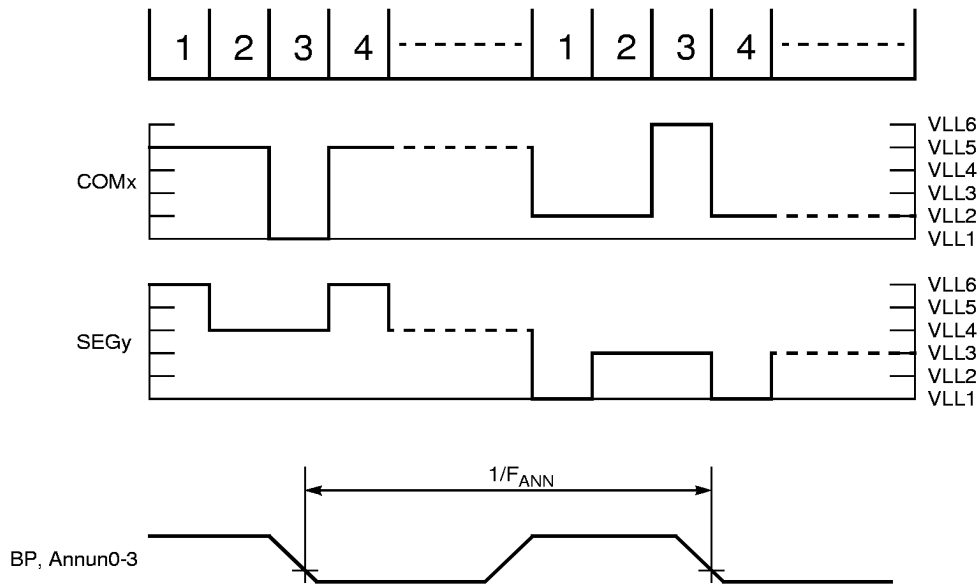 1 2 3 4 1 2 3 4
VLL6
VLL5
VLL4
COMx
VLL3
VLL2
VLL1
VLL6
VLL5
VLL4
SEGy
VLL3
VLL2
VLL1
1/FANN
BP, Annun0-3